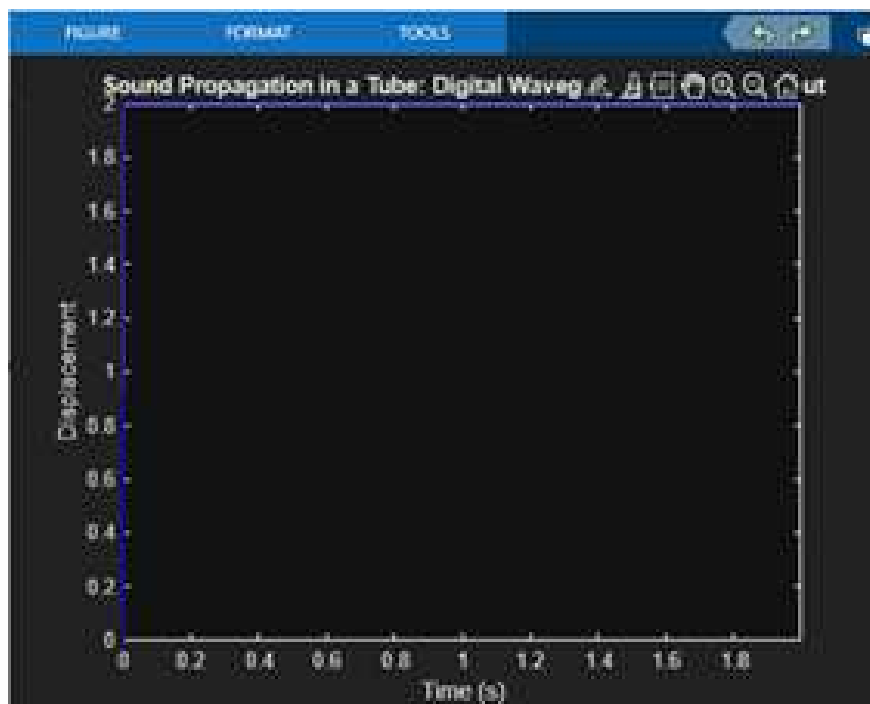 FIGURE FORMAT TOOLS
Sound Propagation in a Tube: Digital Waveg ut
2
1.8
1.6
1.4
1.2
1
0.8
0.6
0.4
0.2
0
Displacement
0 0.2 0.4 0.6 0.8 1 1.2 1.4 1.6 1.8
Time (s)